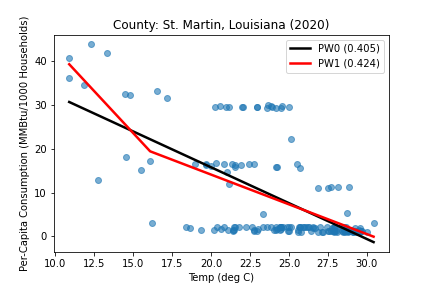 County: St. Martin, Louisiana (2020)
PW0 (0.405)
PW1 (0.424)
Per-Capita Consumption (MMBtu/1000 Households)
40
30
20
10
0
10.0 12.5 15.0 17.5 20.0 22.5 25.0 27.5 30.0
Temp (deg C)